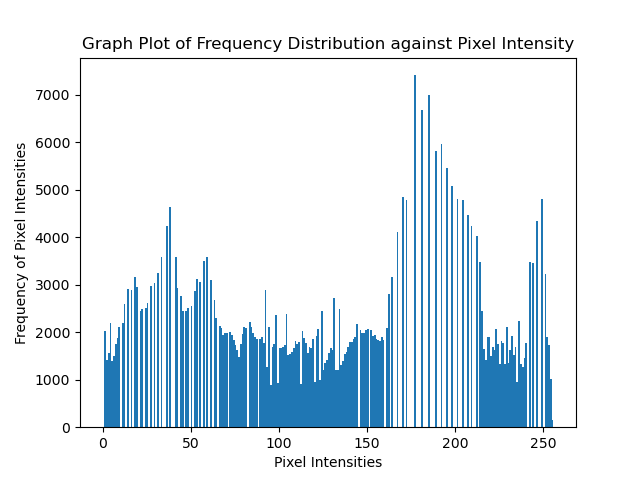 Graph Plot of Frequency Distribution against Pixel Intensity
Frequency of Pixel Intensities
7000
6000
5000
4000
3000
2000
1000
0
0 50 100 150 200 250
Pixel Intensities